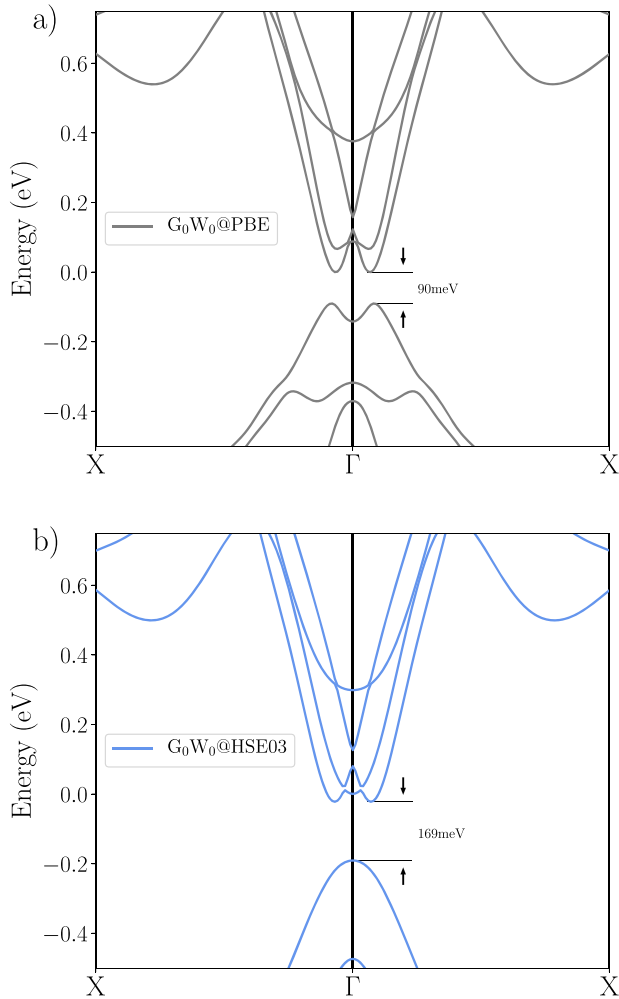 a)
0.6
0.4
0.2
0.0
−0.2
−0.4
Energy (eV)
G₀W₀@PBE
90meV
X Γ X
b)
0.6
0.4
0.2
0.0
−0.2
−0.4
Energy (eV)
G₀W₀@HSE03
169meV
X Γ X